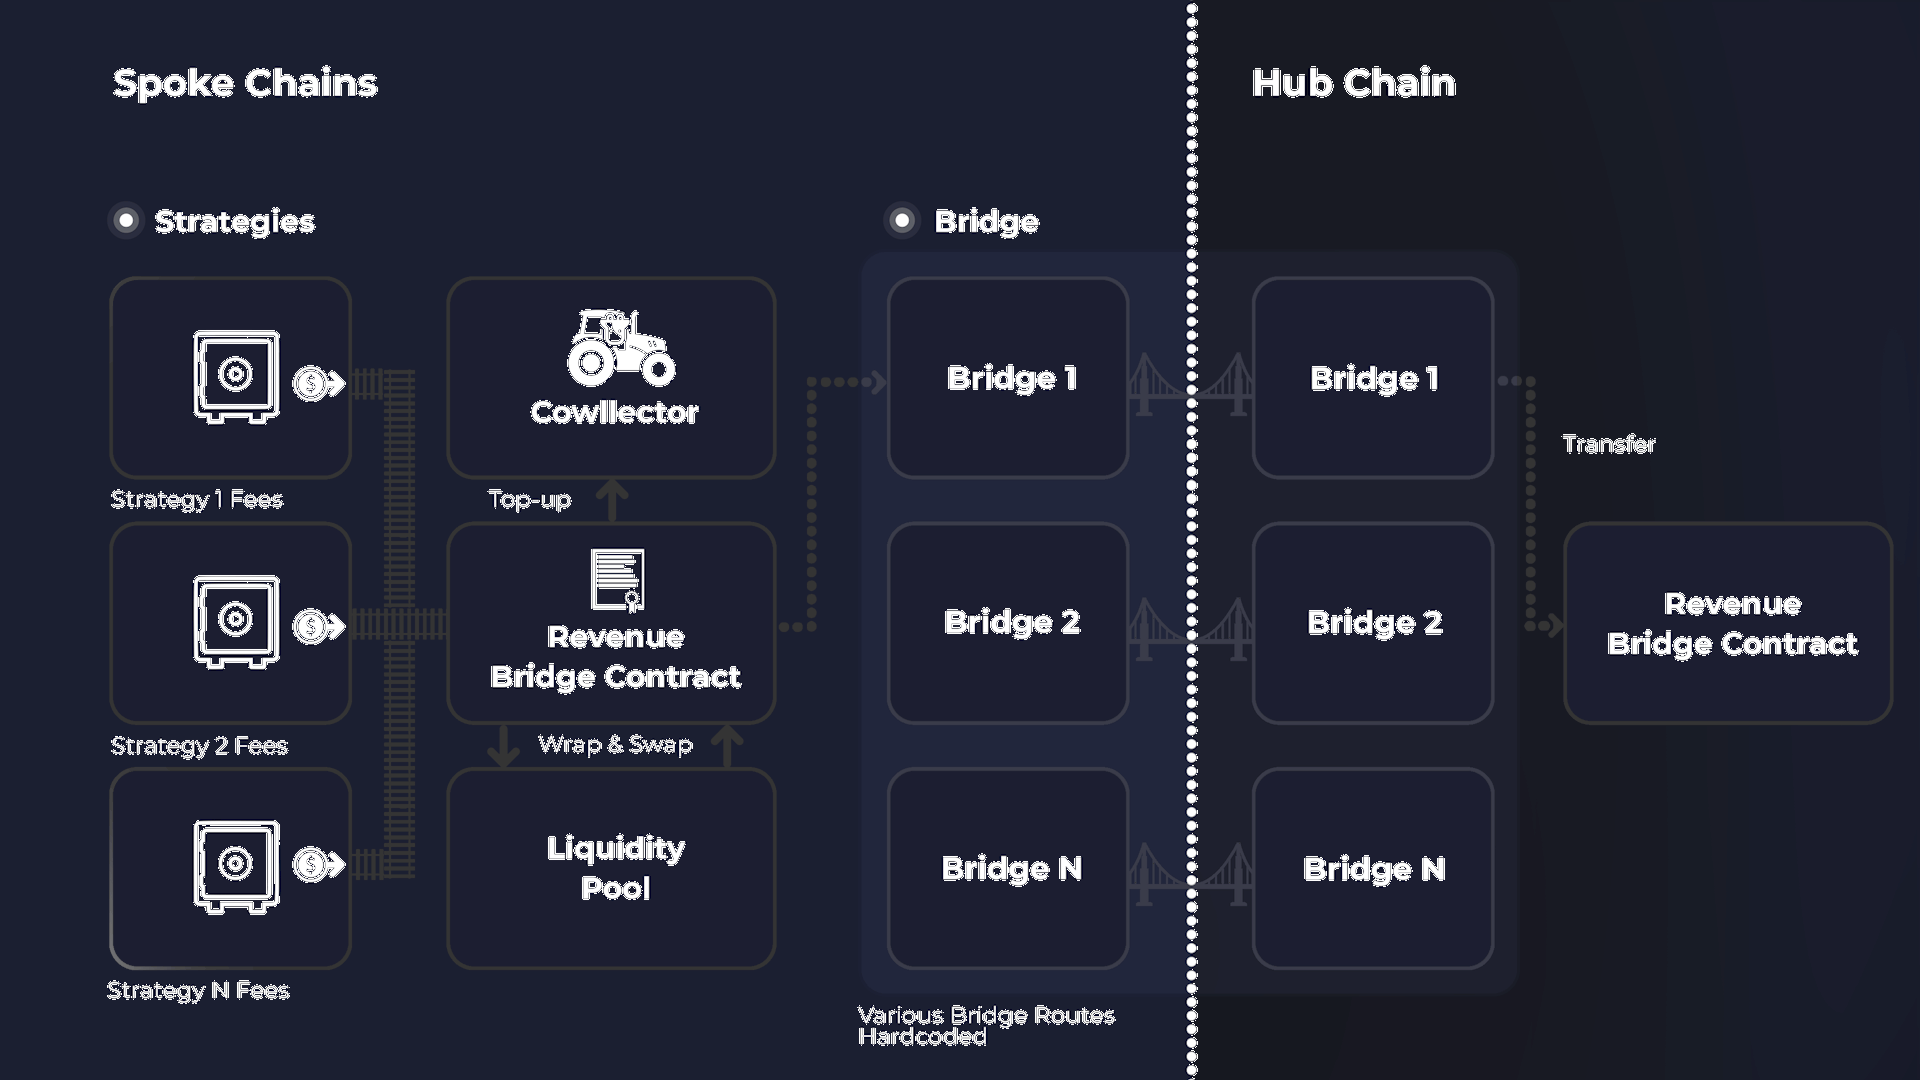 Spoke Chains
Hub Chain
Strategies
Bridge
$
Cowllector
Bridge 1
Bridge 1
Transfer
Strategy 1 Fees
Top-up
$
Revenue
Bridge Contract
Bridge 2
Bridge 2
Revenue
Bridge Contract
Strategy 2 Fees
Wrap & Swap
$
Liquidity
Pool
Bridge N
Bridge N
Strategy N Fees
Various Bridge Routes
Hardcoded